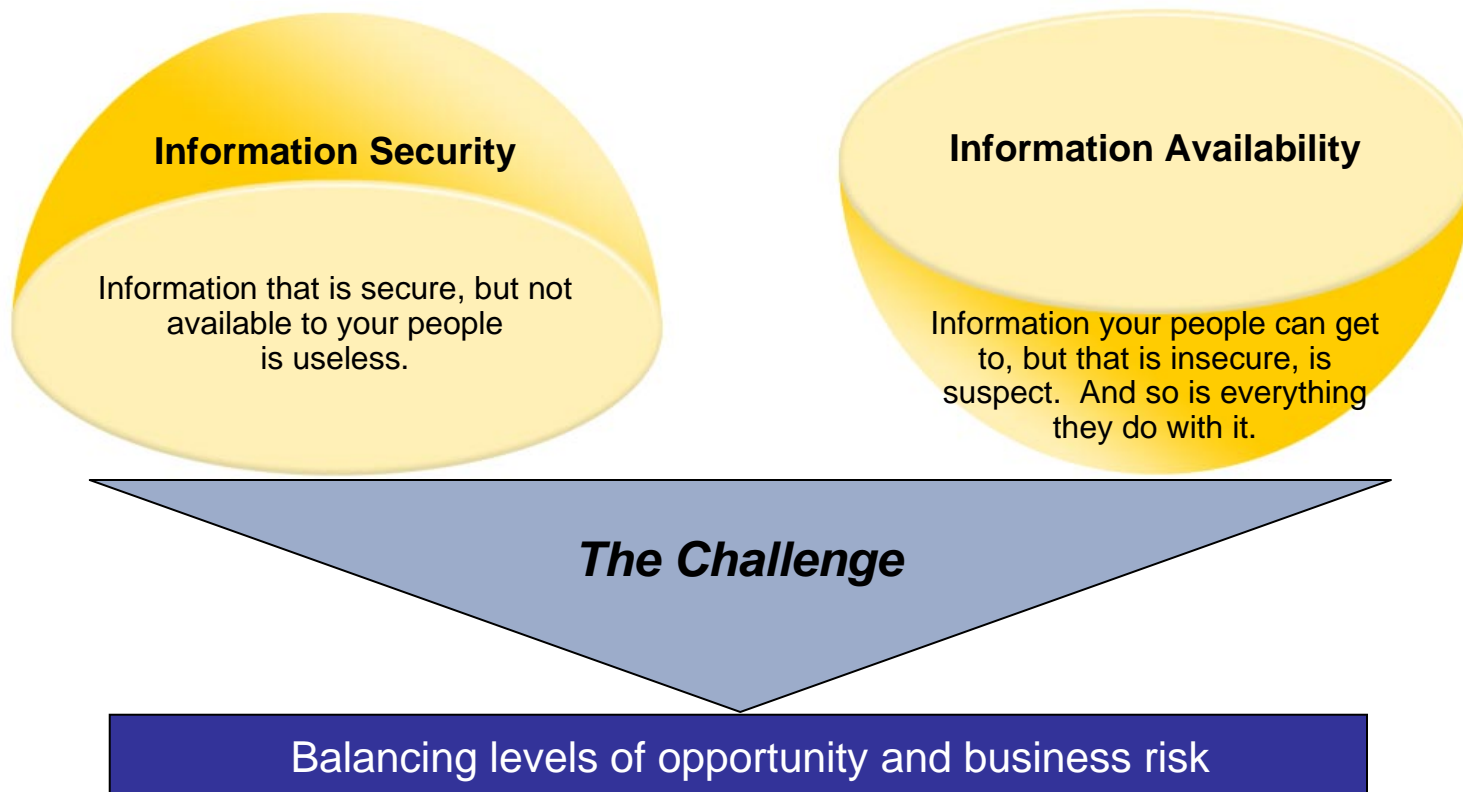 Information Security
Information that is secure, but not
available to your people
is useless.
Information Availability
Information your people can get
to, but that is insecure, is
suspect.  And so is everything
they do with it.
The Challenge
Balancing levels of opportunity and business risk